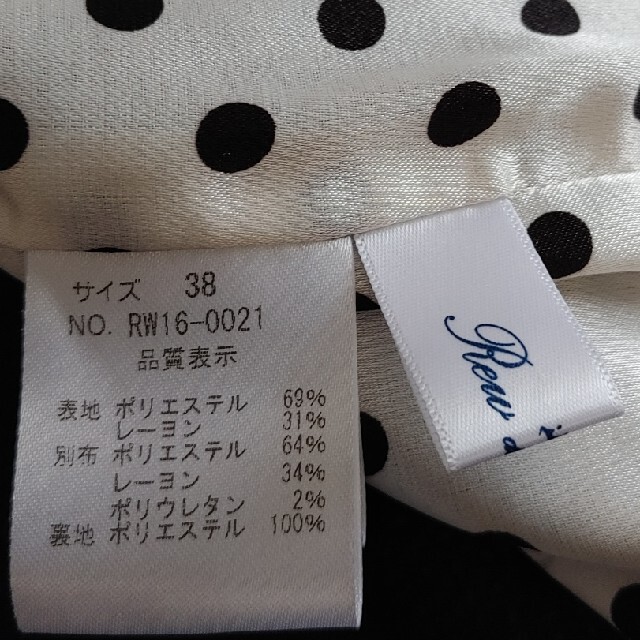 サイズ 38
NO. RW16-0021
品質表示
表地 ポリエステル 69%
レーヨン 31%
別布 ポリエステル 64%
レーヨン 34%
ポリウレタン 2%
裏地 ポリエステル 100%
Row